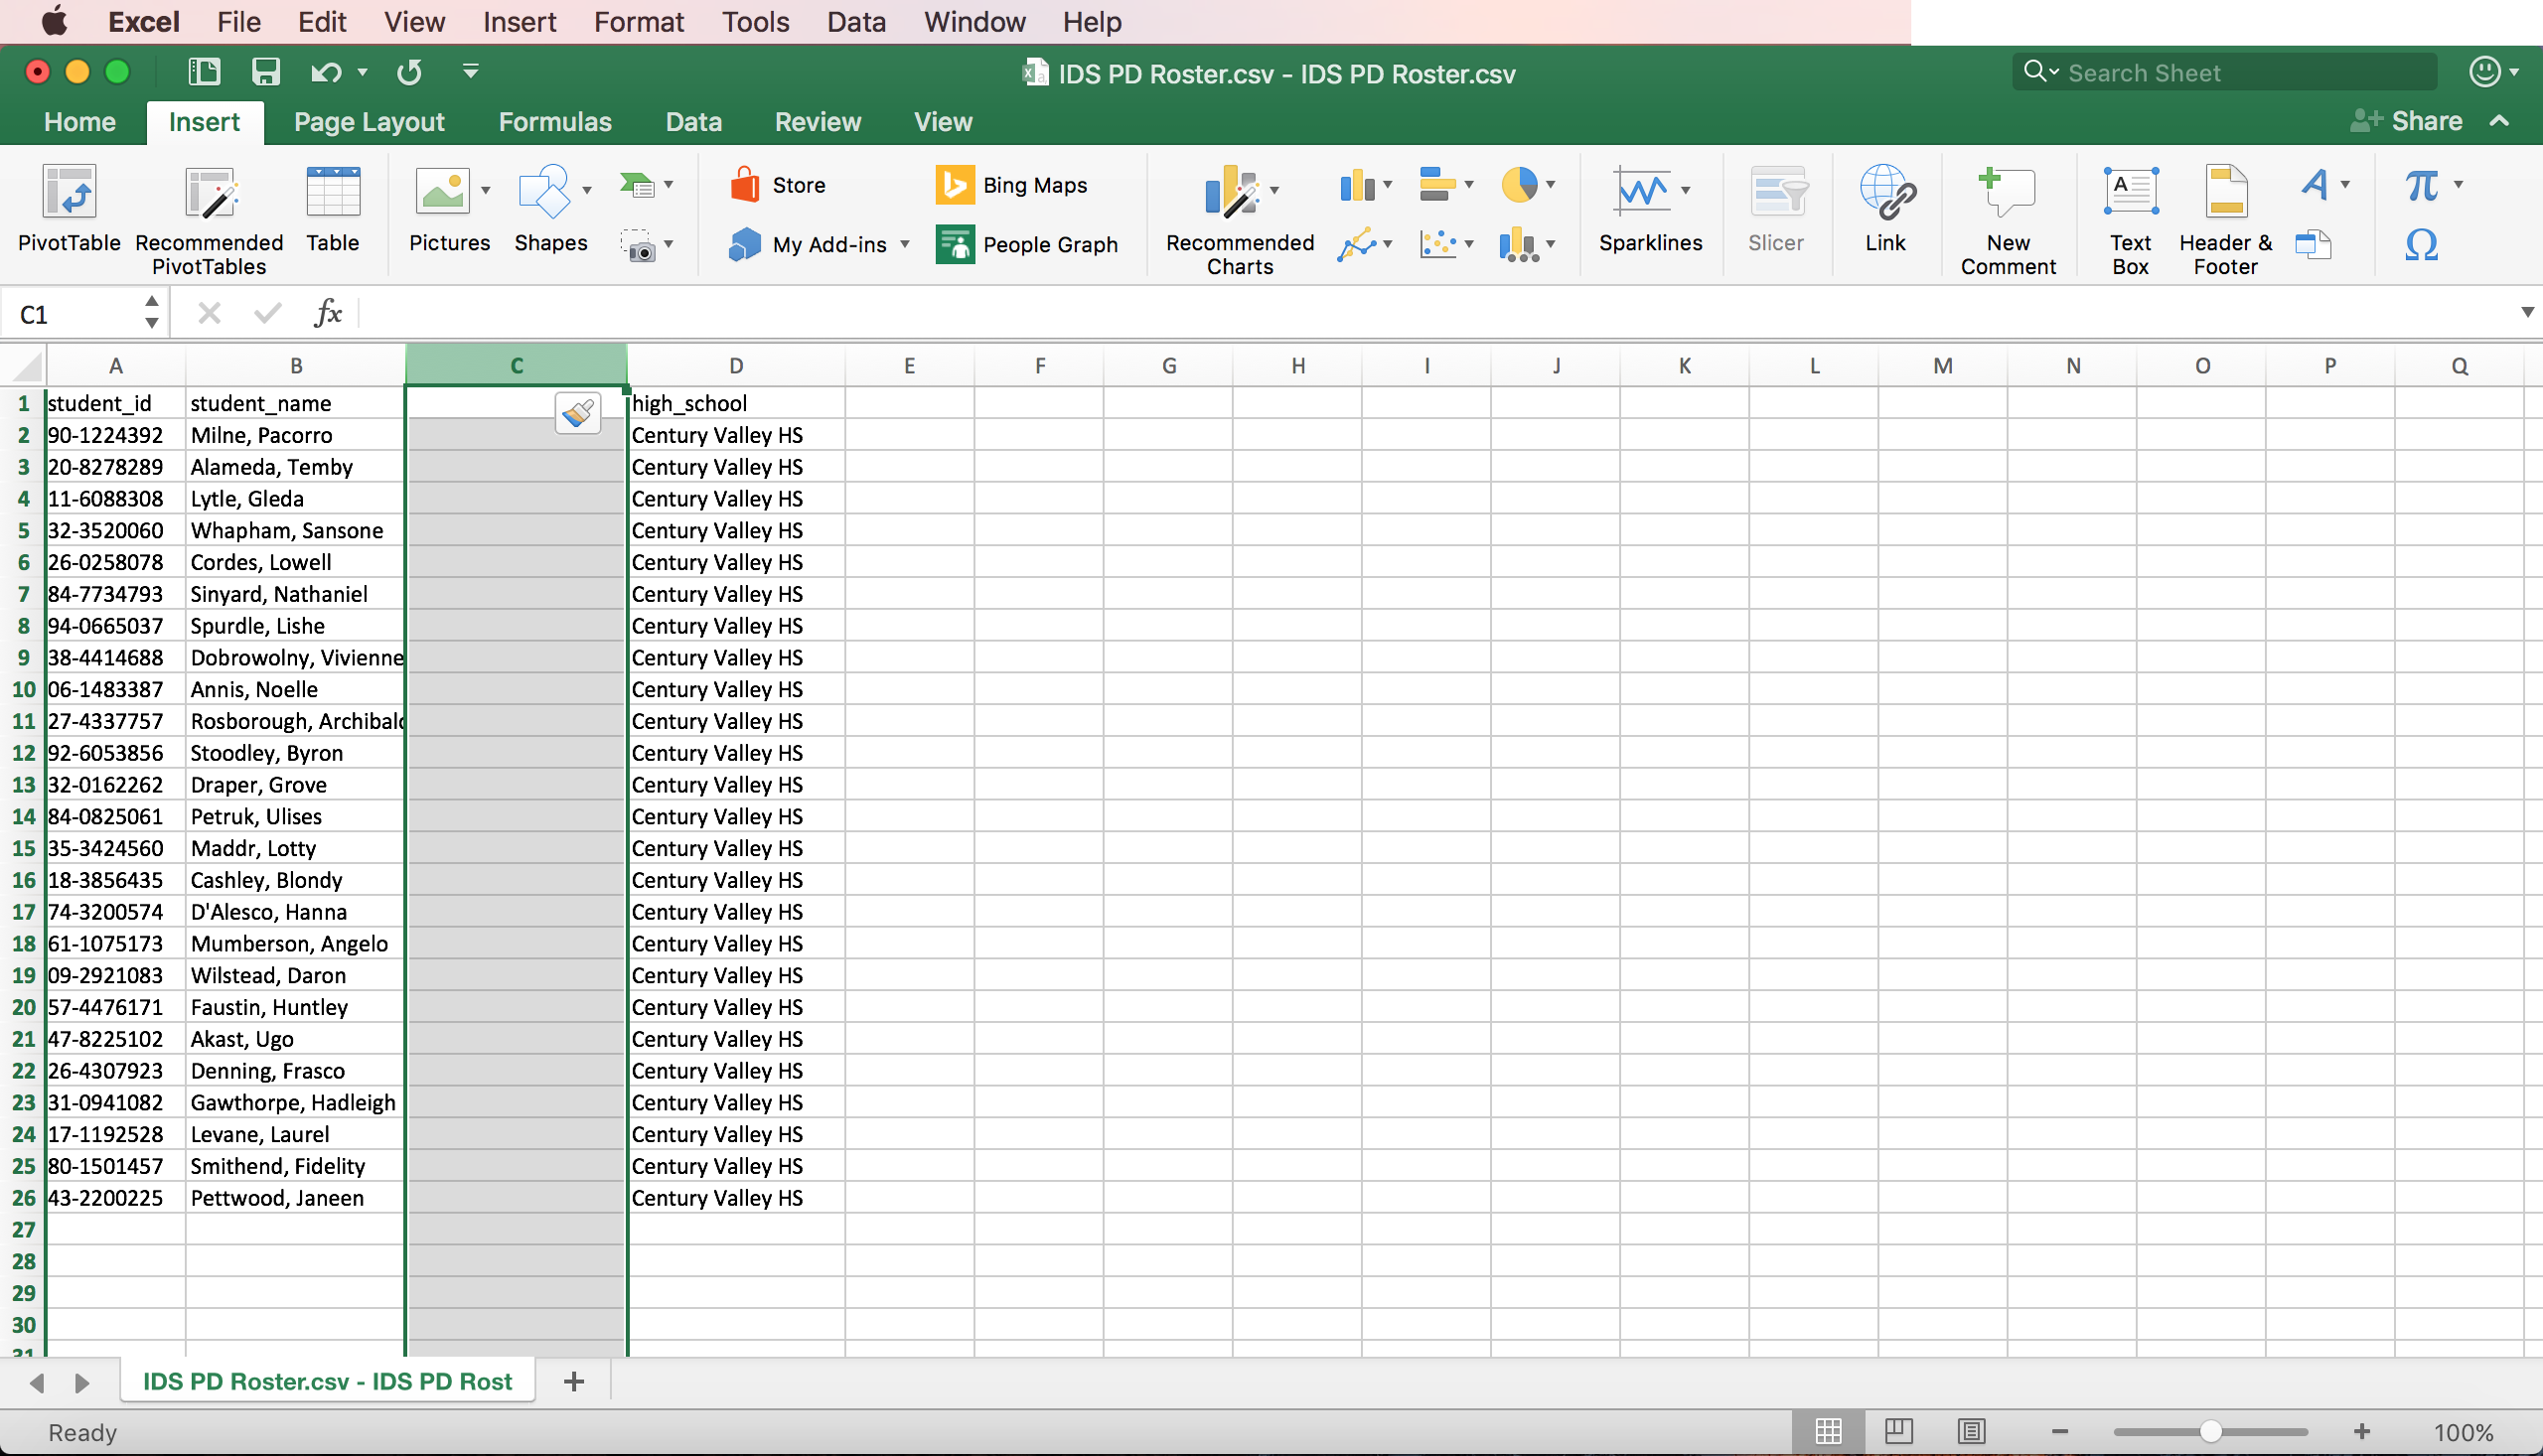 Excel File Edit View Insert Format Tools Data Window Help
IDS PD Roster.csv - IDS PD Roster.csv
Search Sheet
Home Insert Page Layout Formulas Data Review View
Share
Store Bing Maps
PivotTable Recommended PivotTables Table Pictures Shapes My Add-ins People Graph Recommended Charts Sparklines Slicer Link New Comment Text Box Header & Footer
C1 fx
A B C D E F G H I J K L M N O P Q
1 student_id student_name high_school
2 90-1224392 Milne, Pacorro Century Valley HS
3 20-8278289 Alameda, Temby Century Valley HS
4 11-6088308 Lytle, Gleda Century Valley HS
5 32-3520060 Whapham, Sansone Century Valley HS
6 26-0258078 Cordes, Lowell Century Valley HS
7 84-7734793 Sinyard, Nathaniel Century Valley HS
8 94-0665037 Spurdle, Lishe Century Valley HS
9 38-4414688 Dobrowolny, Vivienne Century Valley HS
10 06-1483387 Annis, Noelle Century Valley HS
11 27-4337757 Rosborough, Archibald Century Valley HS
12 92-6053856 Stoodley, Byron Century Valley HS
13 32-0162262 Draper, Grove Century Valley HS
14 84-0825061 Petruk, Ulises Century Valley HS
15 35-3424560 Maddr, Lotty Century Valley HS
16 18-3856435 Cashley, Blondy Century Valley HS
17 74-3200574 D'Alesco, Hanna Century Valley HS
18 61-1075173 Mumberson, Angelo Century Valley HS
19 09-2921083 Wilstead, Daron Century Valley HS
20 57-4476171 Faustin, Huntley Century Valley HS
21 47-8225102 Akast, Ugo Century Valley HS
22 26-4307923 Denning, Frasco Century Valley HS
23 31-0941082 Gawthorpe, Hadleigh Century Valley HS
24 17-1192528 Levane, Laurel Century Valley HS
25 80-1501457 Smithend, Fidelity Century Valley HS
26 43-2200225 Pettwood, Janeen Century Valley HS
27
28
29
30
31
IDS PD Roster.csv - IDS PD Rost
Ready 100%